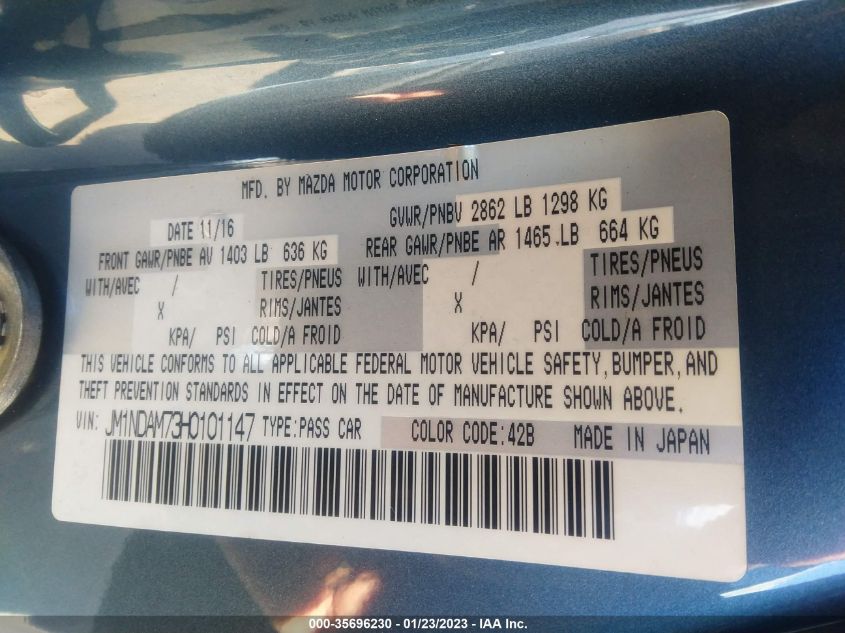 MFD. BY MAZDA MOTOR CORPORATION
DATE 11/16 GVWR/PNBV 2862 LB 1298 KG
FRONT GAWR/PNBE AV 1403 LB 636 KG REAR GAWR/PNBE AR 1465 LB 664 KG
WITH/AVEC / TIRES/PNEUS WITH/AVEC / TIRES/PNEUS
X RIMS/JANTES X RIMS/JANTES
KPA/ PSI COLD/A FROID KPA/ PSI COLD/A FROID
THIS VEHICLE CONFORMS TO ALL APPLICABLE FEDERAL MOTOR VEHICLE SAFETY, BUMPER, AND
THEFT PREVENTION STANDARDS IN EFFECT ON THE DATE OF MANUFACTURE SHOWN ABOVE.
VIN: JM1NDAM73H0101147 TYPE:PASS CAR COLOR CODE:42B MADE IN JAPAN
000-35696230 - 01/23/2023 - IAA Inc.